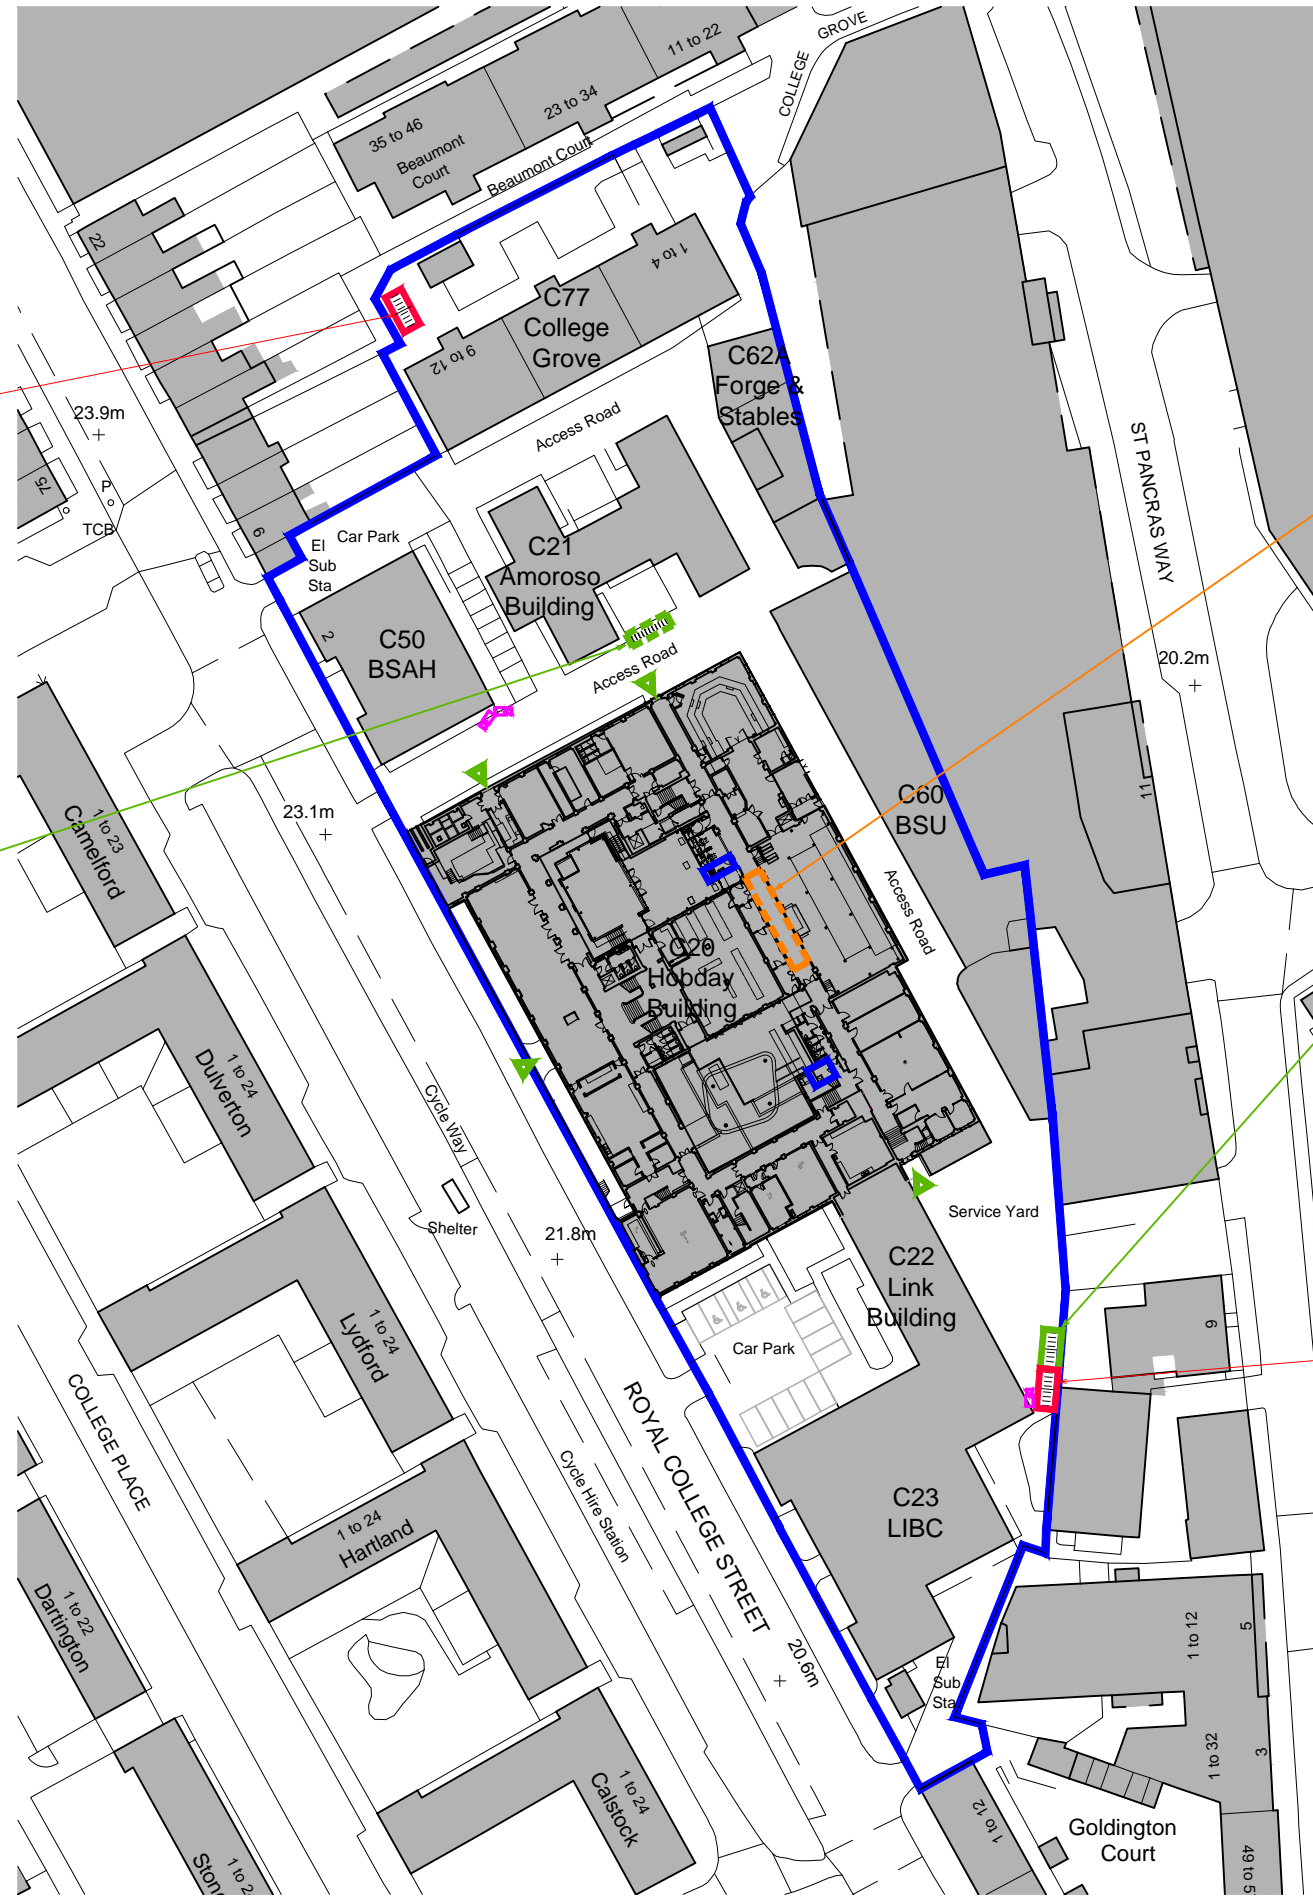 GROVE
COLLEGE
11 to 22
23 to 34
35 to 46
Beaumont
Court
Beaumont Court
22
1 to 4
C77
College
Grove
9 to 12
C62A
Forge &
Stables
23.9m
Access Road
75
P
TCB
6
ST PANCRAS WAY
El
Sub
Sta
Car Park
C21
Amoroso
Building
2
C50
BSAH
Access Road
20.2m
23.1m
1 to 23
Camelford
C60
BSU
11
Access Road
C20
Hobday
Building
1 to 24
Dulverton
Cycle Way
Shelter
21.8m
Service Yard
C22
Link
Building
9
Car Park
1 to 24
Lydford
COLLEGE PLACE
ROYAL COLLEGE STREET
Cycle Hire Station
C23
LIBC
1 to 24
Hartland
1 to 22
Dartington
20.6m
El
Sub
Sta
1 to 12
5
1 to 32
3
1 to 24
Calstock
1 to 12
Goldington
Court
49 to 5
1 to 2
Ston